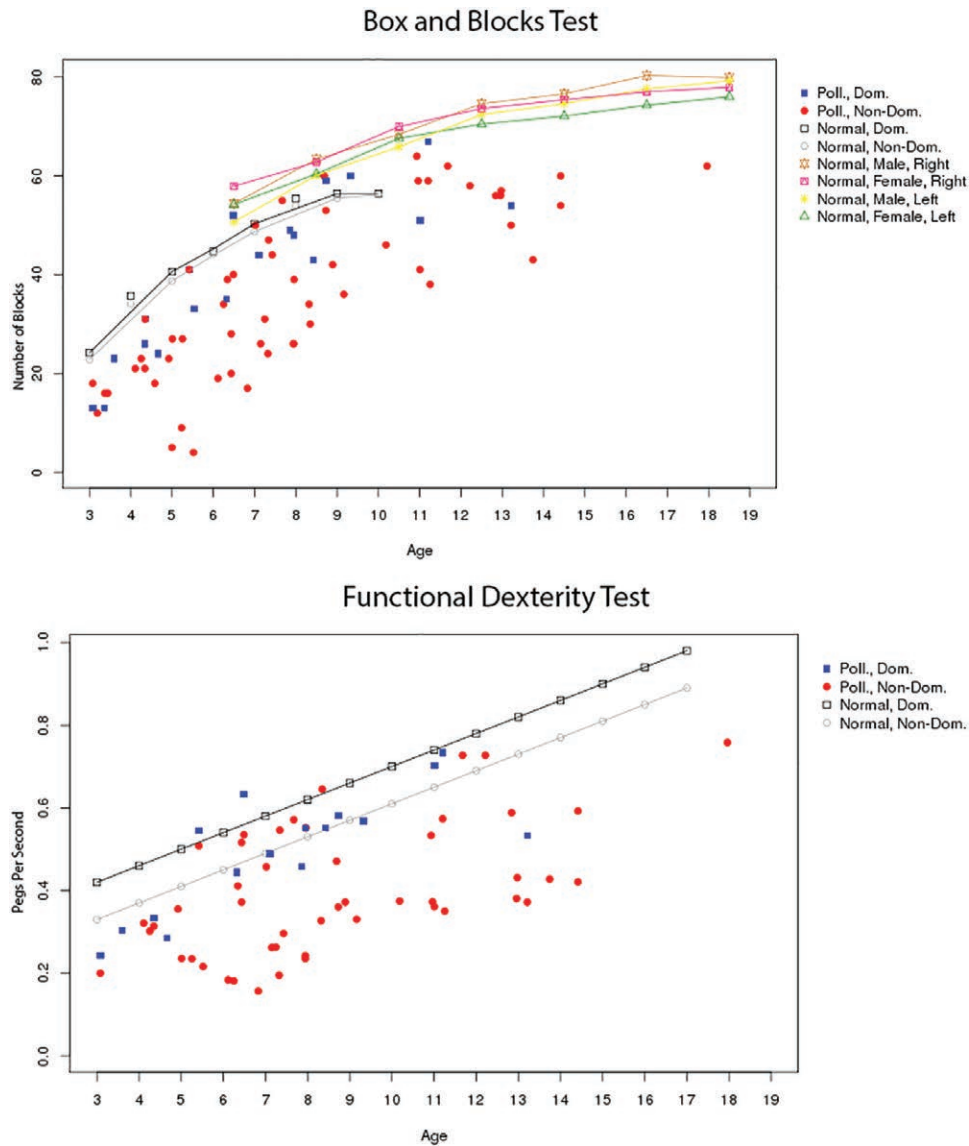 Box and Blocks Test
80
60
40
20
0
Number of Blocks
3 4 5 6 7 8 9 10 11 12 13 14 15 16 17 18 19
Age
Poll., Dom.
Poll., Non-Dom.
Normal, Dom.
Normal, Non-Dom.
Normal, Male, Right
Normal, Female, Right
Normal, Male, Left
Normal, Female, Left
Functional Dexterity Test
1.0
0.8
0.6
0.4
0.2
0.0
Pegs Per Second
3 4 5 6 7 8 9 10 11 12 13 14 15 16 17 18 19
Age
Poll., Dom.
Poll., Non-Dom.
Normal, Dom.
Normal, Non-Dom.